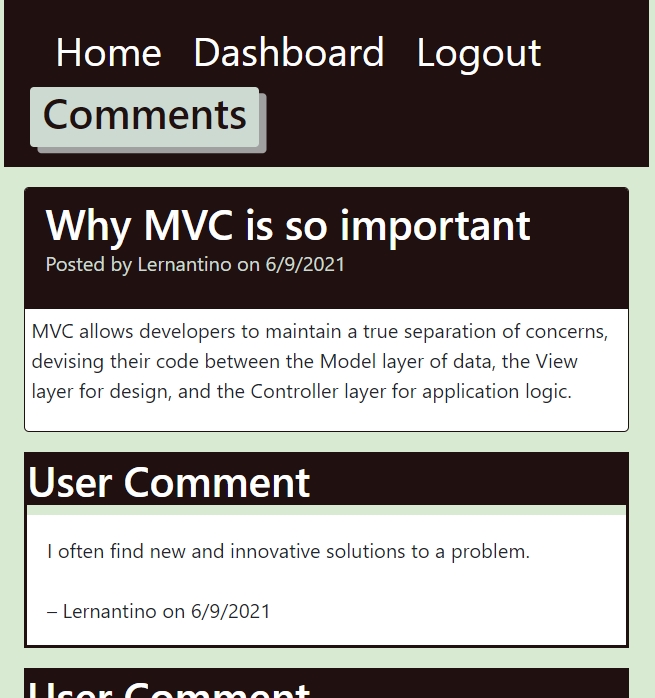 Home Dashboard Logout
Comments
Why MVC is so important
Posted by Lernantino on 6/9/2021
MVC allows developers to maintain a true separation of concerns,
devising their code between the Model layer of data, the View
layer for design, and the Controller layer for application logic.
User Comment
I often find new and innovative solutions to a problem.
– Lernantino on 6/9/2021
User Comment